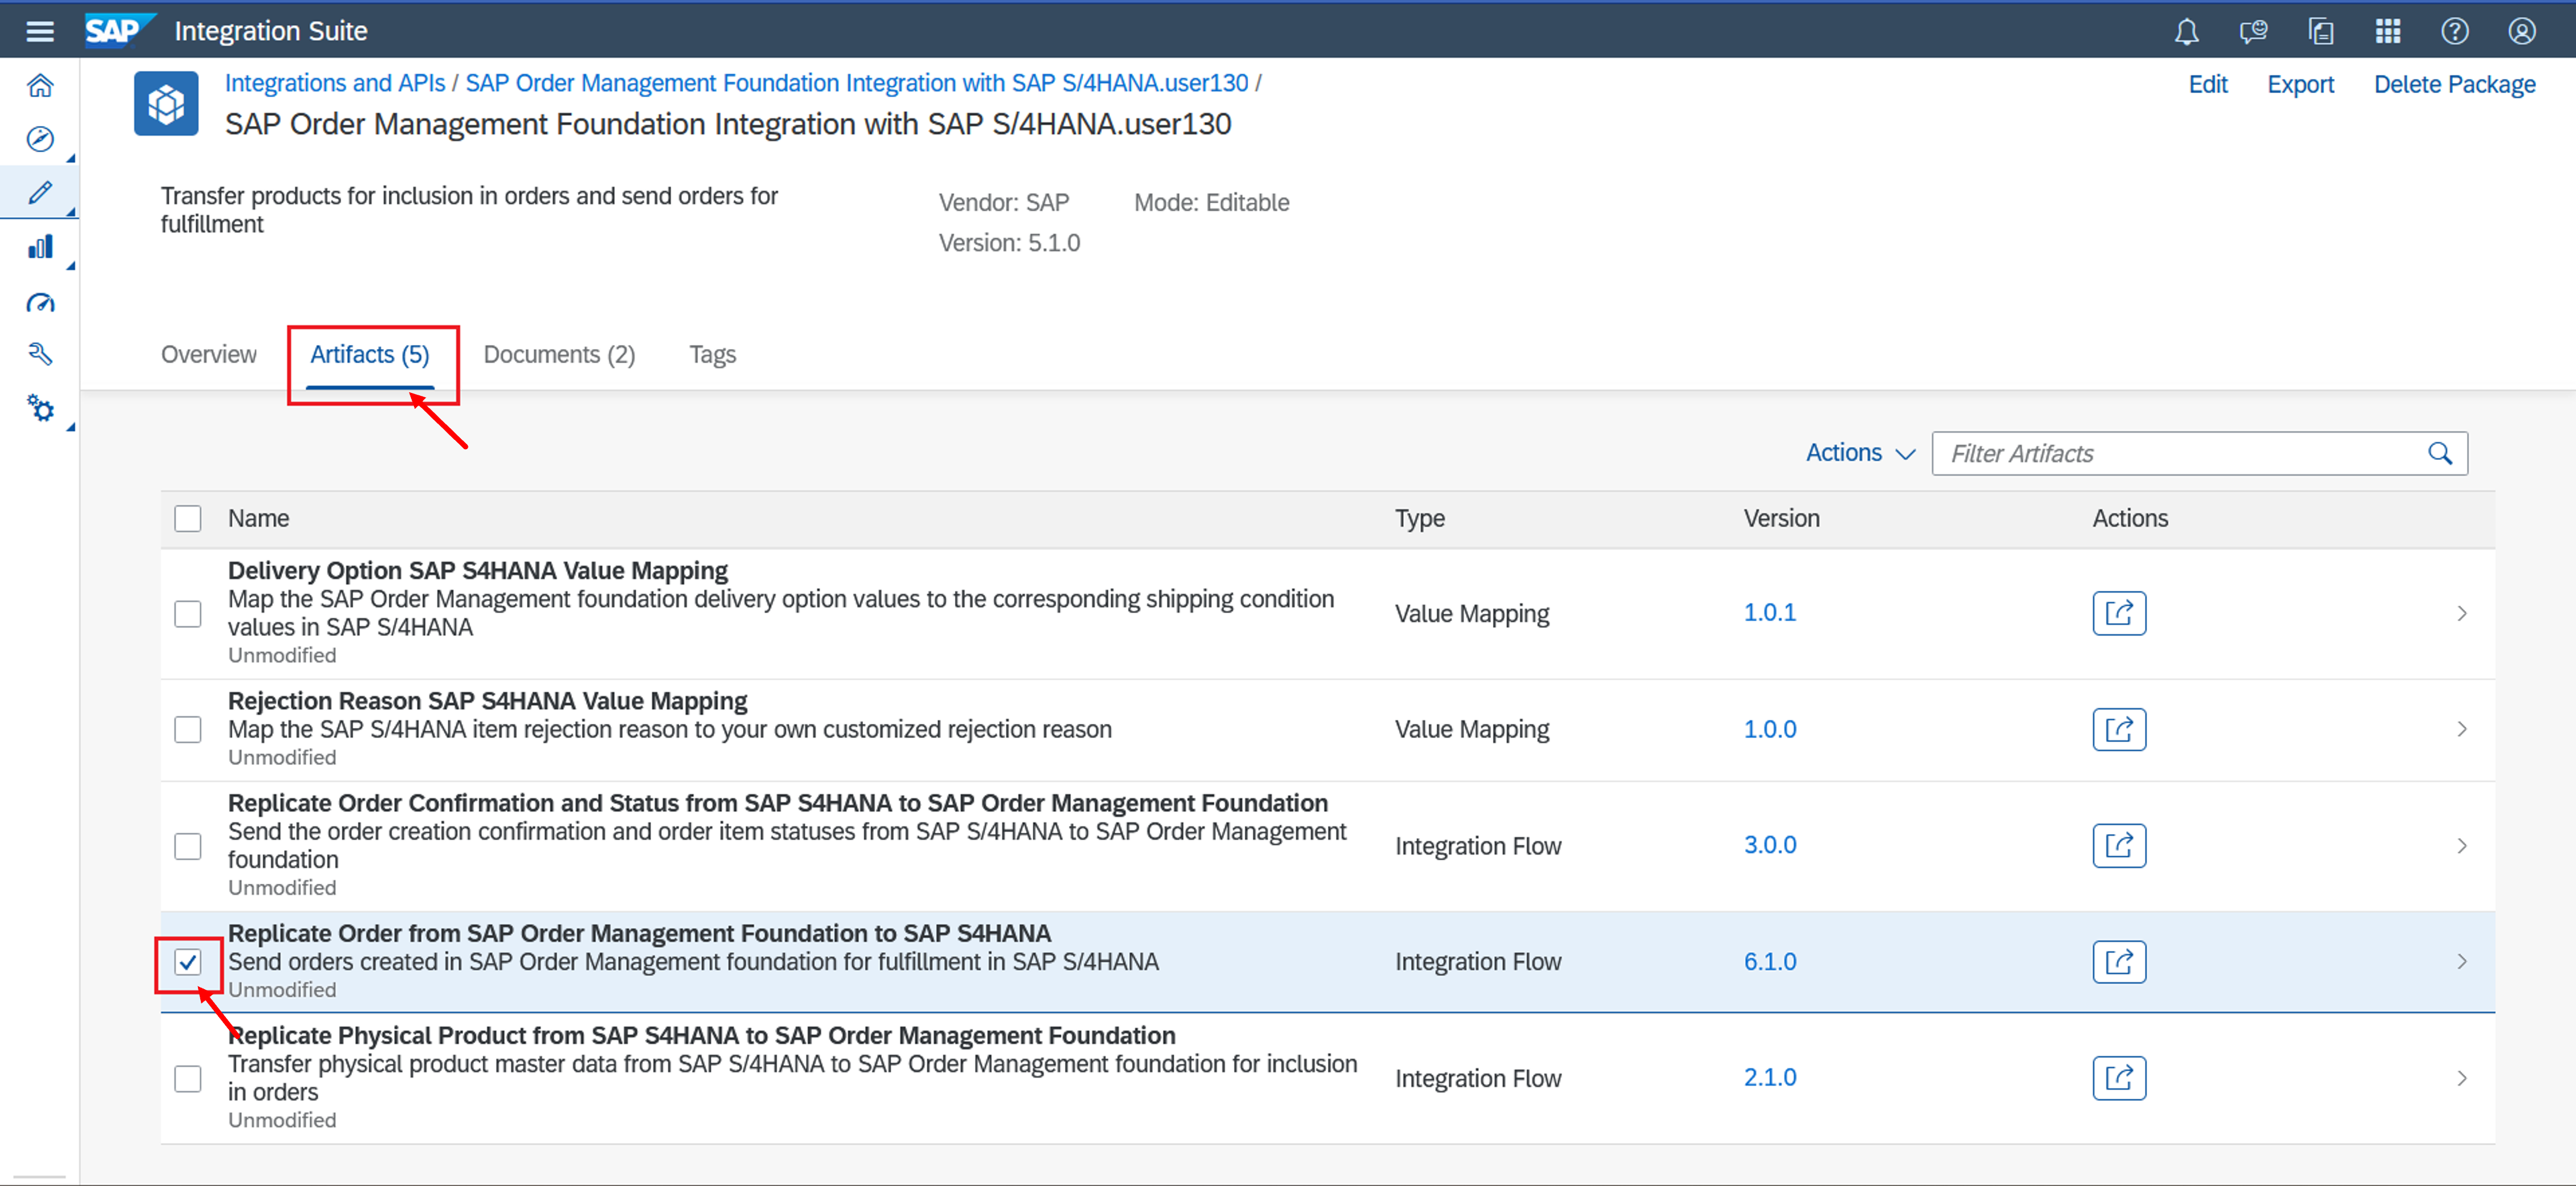 SAP Integration Suite
Integrations and APIs / SAP Order Management Foundation Integration with SAP S/4HANA.user130 /
Edit Export Delete Package
SAP Order Management Foundation Integration with SAP S/4HANA.user130
Transfer products for inclusion in orders and send orders for
fulfillment
Vendor: SAP Mode: Editable
Version: 5.1.0
Overview Artifacts (5) Documents (2) Tags
Actions Filter Artifacts
Name Type Version Actions
Delivery Option SAP S4HANA Value Mapping
Map the SAP Order Management foundation delivery option values to the corresponding shipping condition
values in SAP S/4HANA
Unmodified
Value Mapping 1.0.1
Rejection Reason SAP S4HANA Value Mapping
Map the SAP S/4HANA item rejection reason to your own customized rejection reason
Unmodified
Value Mapping 1.0.0
Replicate Order Confirmation and Status from SAP S4HANA to SAP Order Management Foundation
Send the order creation confirmation and order item statuses from SAP S/4HANA to SAP Order Management
foundation
Unmodified
Integration Flow 3.0.0
Replicate Order from SAP Order Management Foundation to SAP S4HANA
Send orders created in SAP Order Management foundation for fulfillment in SAP S/4HANA
Unmodified
Integration Flow 6.1.0
Replicate Physical Product from SAP S4HANA to SAP Order Management Foundation
Transfer physical product master data from SAP S/4HANA to SAP Order Management foundation for inclusion
in orders
Unmodified
Integration Flow 2.1.0